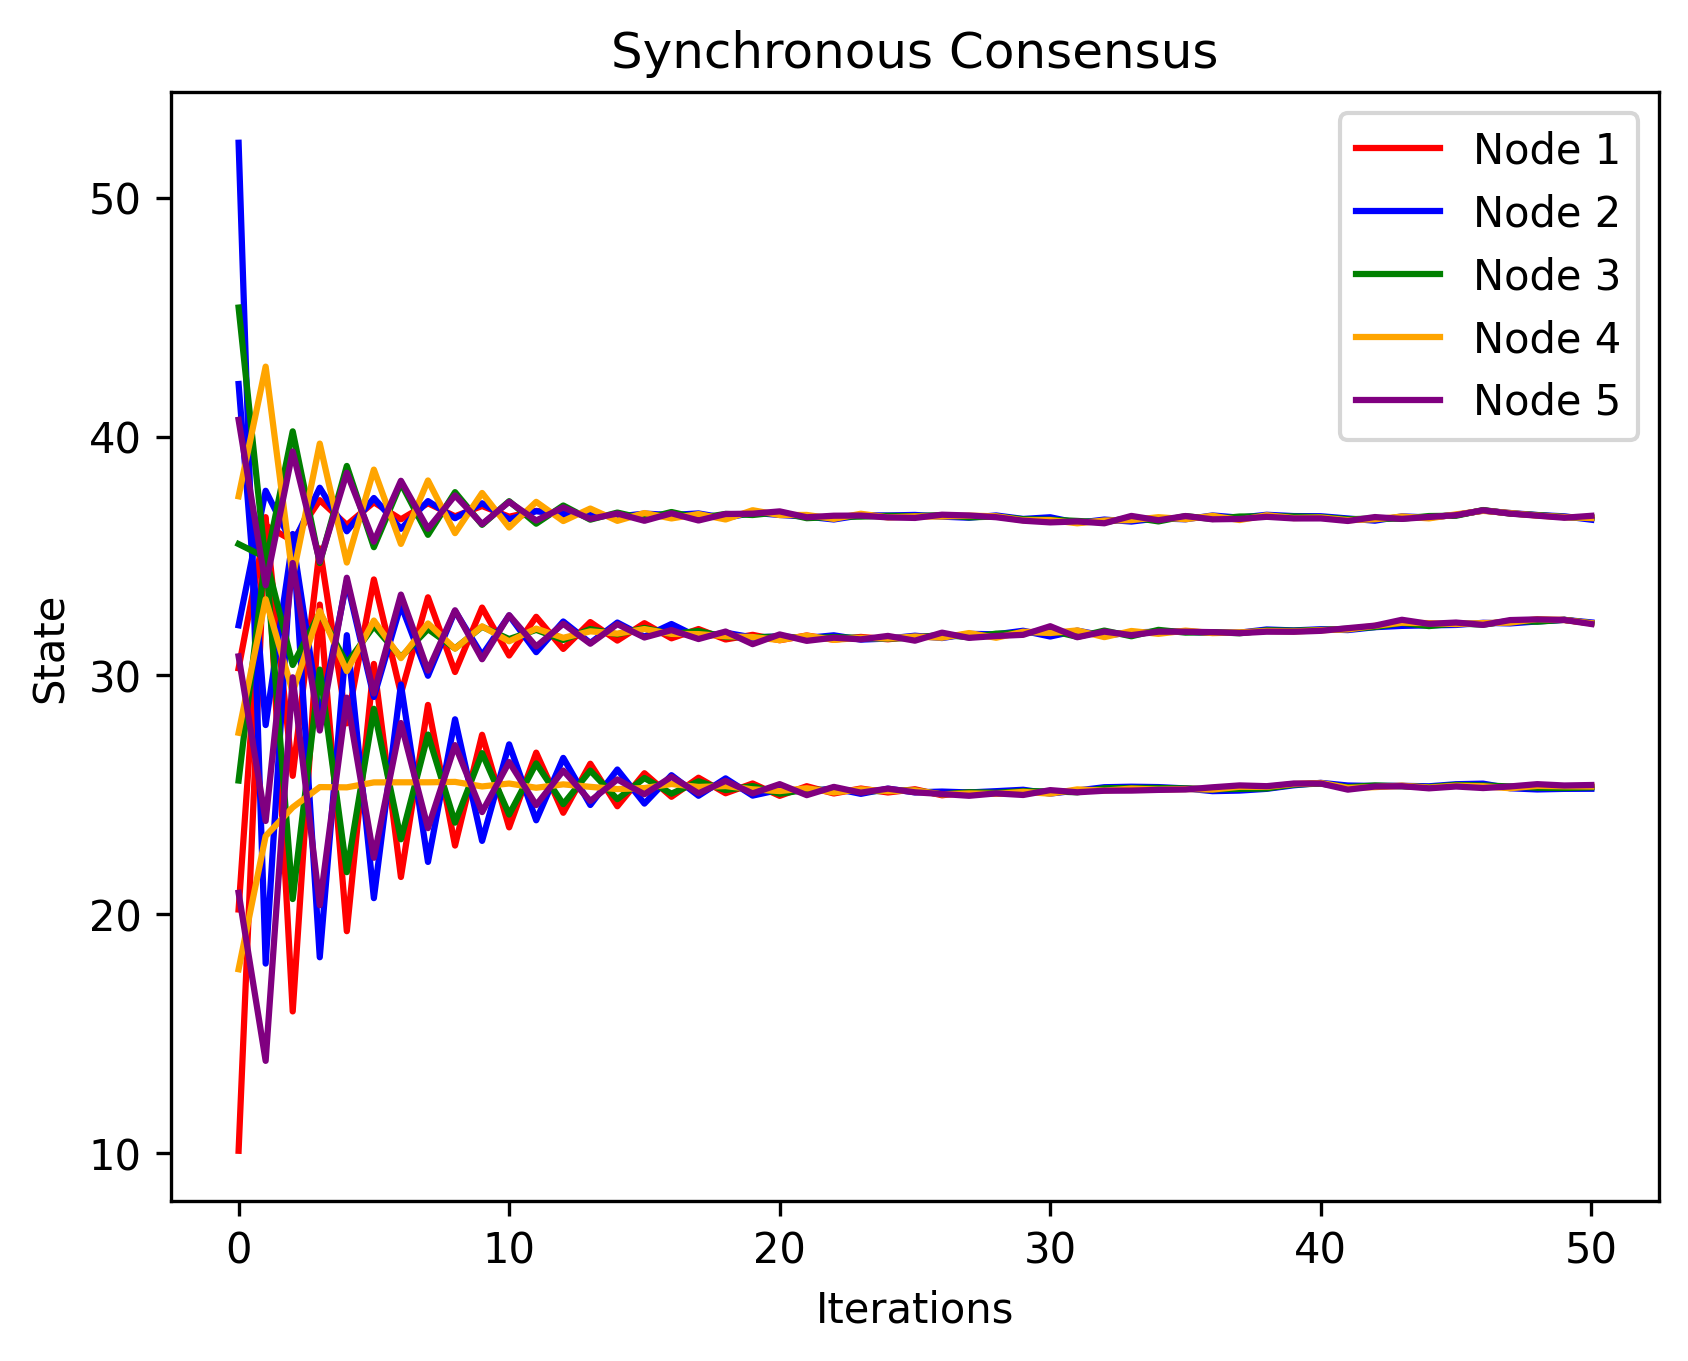 Synchronous Consensus
Node 1
Node 2
Node 3
Node 4
Node 5
State
50
40
30
20
10
0 10 20 30 40 50
Iterations